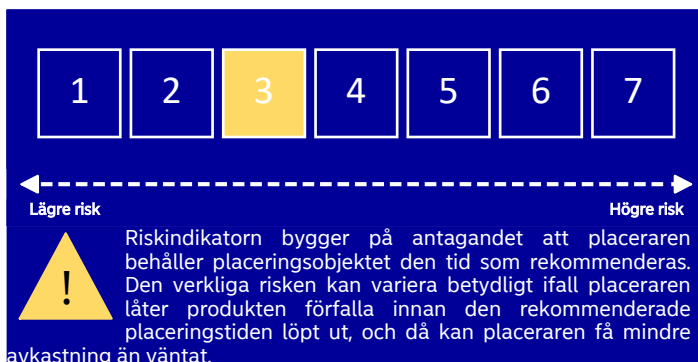 1 2 3 4 5 6 7
Lägre risk Högre risk
! Riskindikatorn bygger på antagandet att placeraren
behåller placeringsobjektet den tid som rekommenderas.
Den verkliga risken kan variera betydligt ifall placeraren
låter produkten förfalla innan den rekommenderade
placeringstiden löpt ut, och då kan placeraren få mindre
avkastning än väntat.